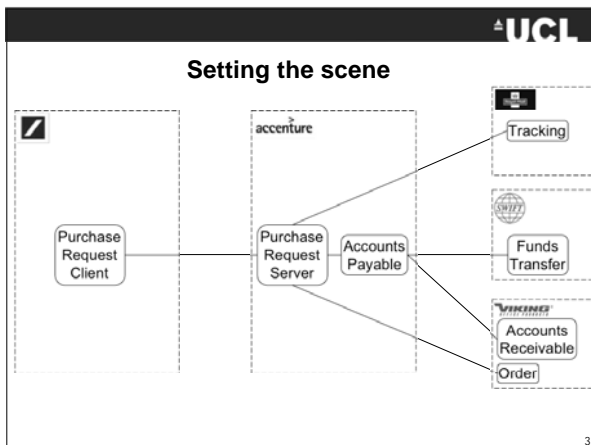 UCL
Setting the scene
accenture
Tracking
SWIFT
Purchase
Request
Client
Purchase
Request
Server
Accounts
Payable
Funds
Transfer
VIKING
Accounts
Receivable
Order
3